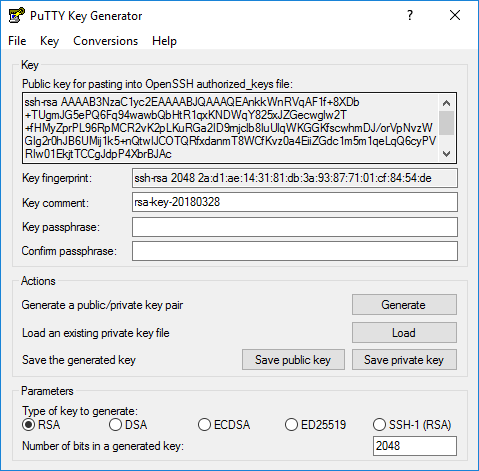 PuTTY Key Generator
File Key Conversions Help
Key
Public key for pasting into OpenSSH authorized_keys file:
ssh-rsa AAAAB3NzaC1yc2EAAAABJQAAAQEAnkkWnRVqAF1f+8XDb
+TUgmJG5ePQ6Fq94wawbQbHtR1qxKNDWqY825xJZGecwglw2T
+fHMyZprPL96RpMCR2vK2pLKuRGa2ID9mjclb8IuUlqWKGGKfscwhmDJ/orVpNvzW
GIg2r0hJB6UMij1k5+nQtwIJCOTQRfxdanmT8WCfKvz0a4EiiZGdc1m5m1qeLqQ6cyPV
RIw01EkjtTCCgJdpP4XbrBJAc
Key fingerprint: ssh-rsa 2048 2a:d1:ae:14:31:81:db:3a:93:87:71:01:cf:84:54:de
Key comment: rsa-key-20180328
Key passphrase:
Confirm passphrase:
Actions
Generate a public/private key pair Generate
Load an existing private key file Load
Save the generated key Save public key Save private key
Parameters
Type of key to generate:
RSA DSA ECDSA ED25519 SSH-1 (RSA)
Number of bits in a generated key: 2048